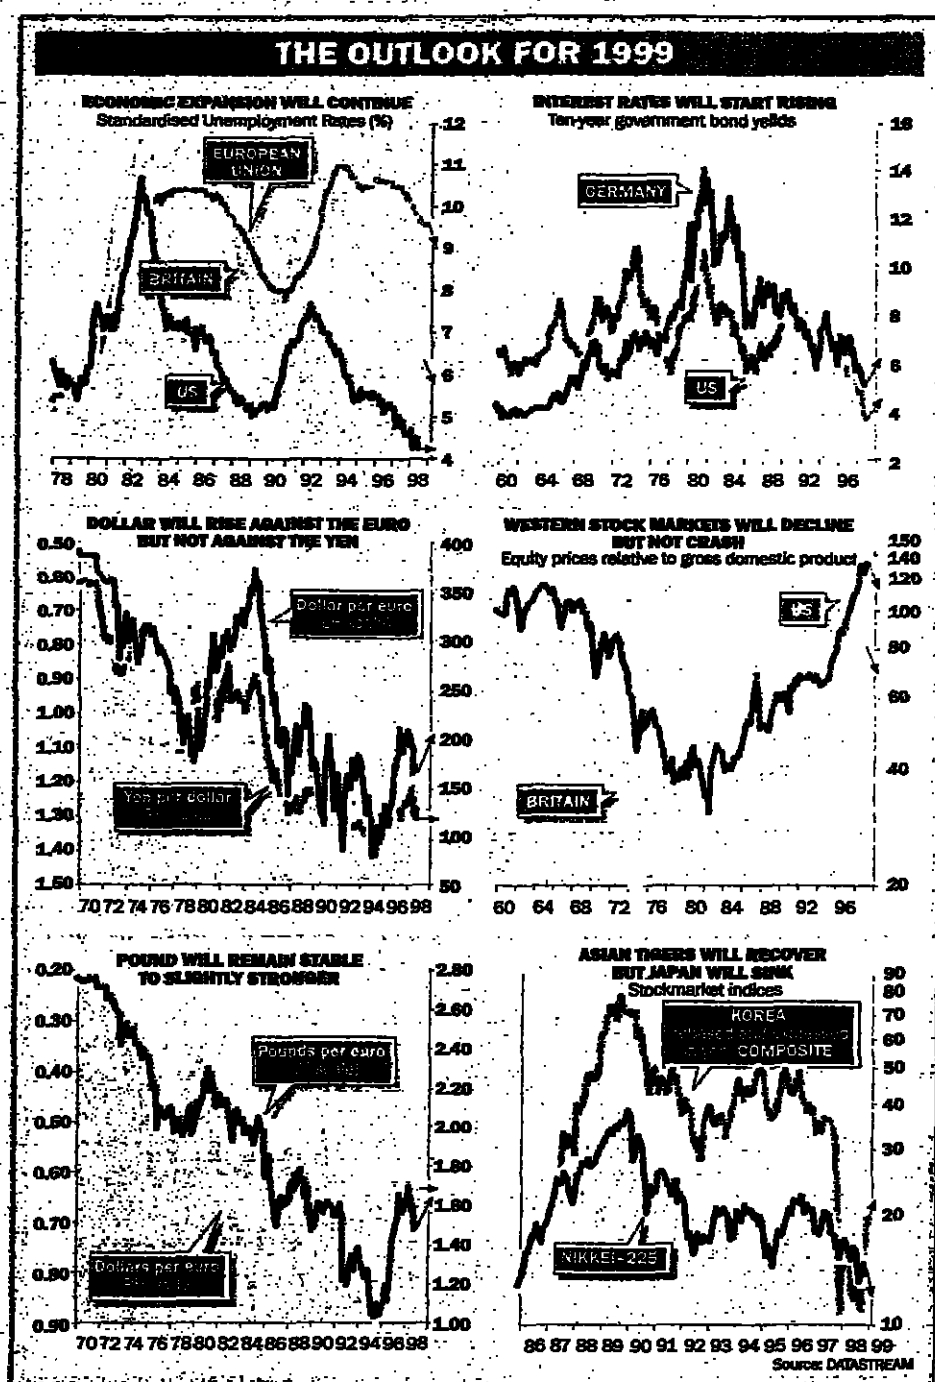 THE OUTLOOK FOR 1999
ECONOMIC EXPANSION WILL CONTINUE
Standardised Unemployment Rates (%)
12
11
10
9
8
7
6
5
4
EUROPEAN
UNION
BRITAIN
US
78 80 82 84 86 88 90 92 94 96 98
INTEREST RATES WILL START RISING
Ten-year government bond yeilds
16
14
12
10
8
6
4
2
GERMANY
US
60 64 68 72 76 80 84 88 92 96
DOLLAR WILL RISE AGAINST THE EURO
BUT NOT AGAINST THE YEN
0.50
0.60
0.70
0.80
0.90
1.00
1.10
1.20
1.30
1.40
1.50
400
350
300
250
200
150
100
50
Dollar per euro
Yen per dollar
70 72 74 76 78 80 82 84 86 88 90 92 94 96 98
WESTERN STOCK MARKETS WILL DECLINE
BUT NOT CRASH
Equity prices relative to gross domestic product
150
140
120
100
80
60
40
20
US
BRITAIN
60 64 68 72 76 80 84 88 92 96
POUND WILL REMAIN STABLE
TO SLIGHTLY STRONGER
0.20
0.30
0.40
0.50
0.60
0.70
0.80
0.90
2.80
2.60
2.40
2.20
2.00
1.80
1.60
1.40
1.20
1.00
Pounds per euro
Dollars per euro
70 72 74 76 78 80 82 84 86 88 90 92 94 96 98
ASIAN TIGERS WILL RECOVER
BUT JAPAN WILL SINK
Stockmarket indices
90
80
70
60
50
40
30
20
10
KOREA
COMPOSITE
NIKKEI-225
86 87 88 89 90 91 92 93 94 95 96 97 98 99
Source: DATASTREAM